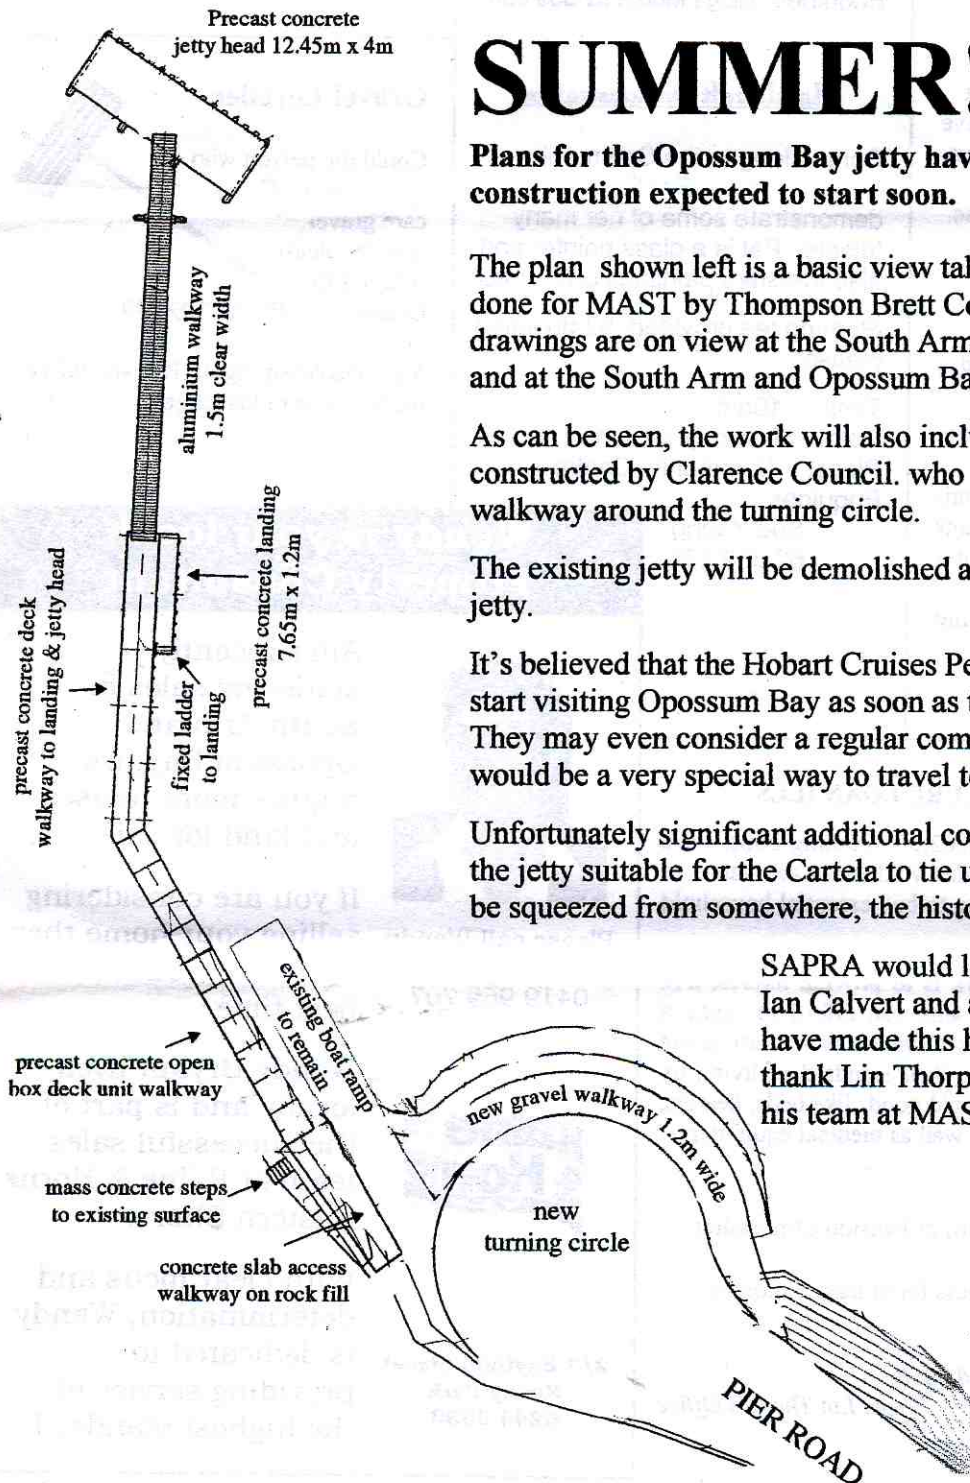 Precast concrete
jetty head 12.45m x 4m
aluminium walkway
1.5m clear width
precast concrete landing
7.65m x 1.2m
precast concrete deck
walkway to landing & jetty head
fixed ladder
to landing
existing boat ramp
to remain
precast concrete open
box deck unit walkway
mass concrete steps
to existing surface
concrete slab access
walkway on rock fill
new gravel walkway 1.2m wide
new
turning circle
PIER ROAD
SUMMER
Plans for the Opossum Bay jetty hav
construction expected to start soon.
The plan shown left is a basic view tal
done for MAST by Thompson Brett Co
drawings are on view at the South Arm
and at the South Arm and Opossum Ba
As can be seen, the work will also incl
constructed by Clarence Council. who
walkway around the turning circle.
The existing jetty will be demolished a
jetty.
It's believed that the Hobart Cruises Pe
start visiting Opossum Bay as soon as t
They may even consider a regular com
would be a very special way to travel to
Unfortunately significant additional co
the jetty suitable for the Cartela to tie u
be squeezed from somewhere, the histo
SAPRA would l
Ian Calvert and a
have made this h
thank Lin Thorp
his team at MAS